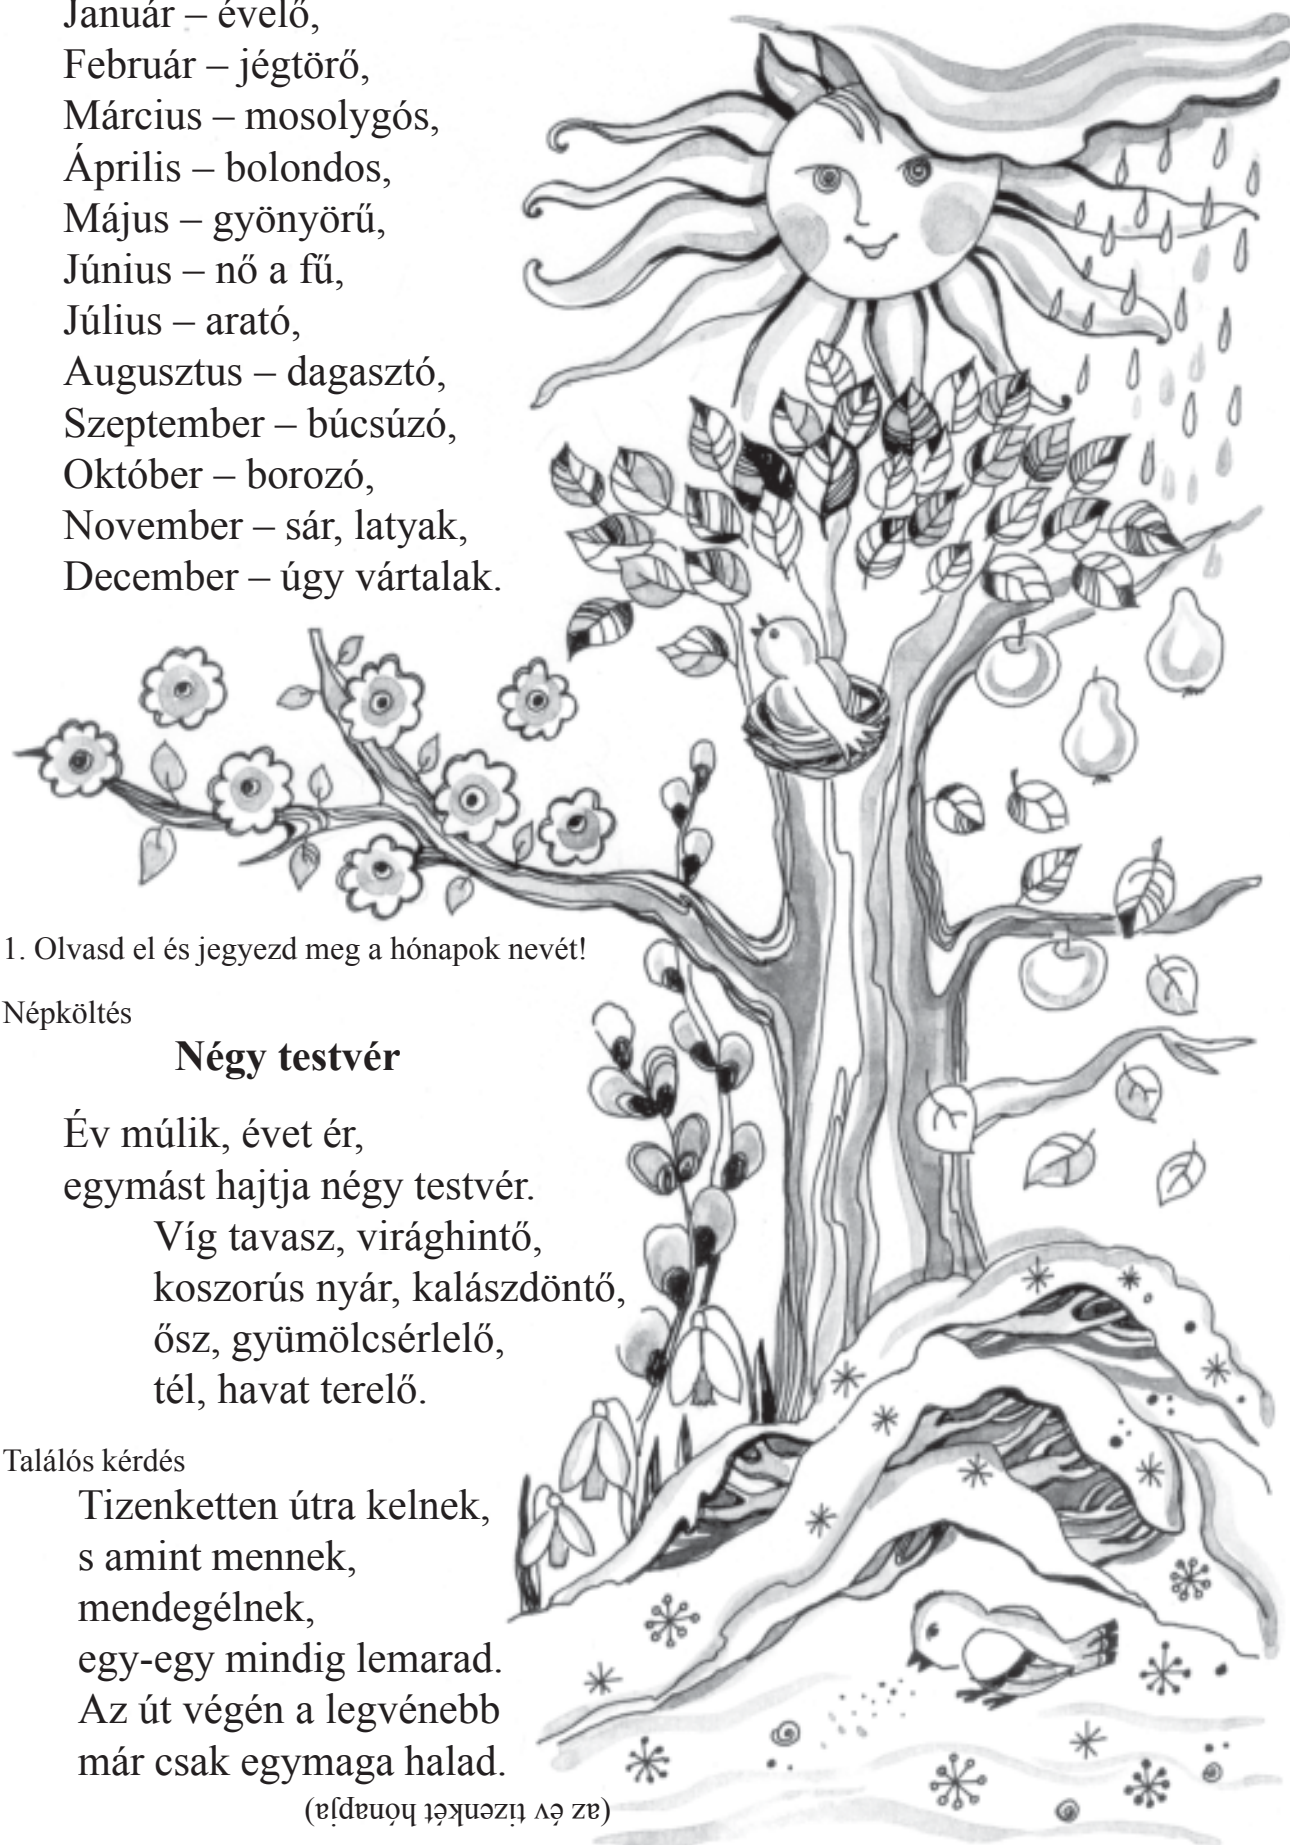 Január – évelő,
Február – jégtörő,
Március – mosolygós,
Április – bolondos,
Május – gyönyörű,
Június – nő a fű,
Július – arató,
Augusztus – dagasztó,
Szeptember – búcsúzó,
Október – borozó,
November – sár, latyak,
December – úgy vártalak.
1. Olvasd el és jegyezd meg a hónapok nevét!
Népköltés
Négy testvér
Év múlik, évet ér,
egymást hajtja négy testvér.
Víg tavasz, virághintő,
koszorús nyár, kalászdöntő,
ősz, gyümölcsérlelő,
tél, havat terelő.
Találós kérdés
Tizenketten útra kelnek,
s amint mennek,
mendegélnek,
egy-egy mindig lemarad.
Az út végén a legvénebb
már csak egymaga halad.
(az év tizenkét hónapja)